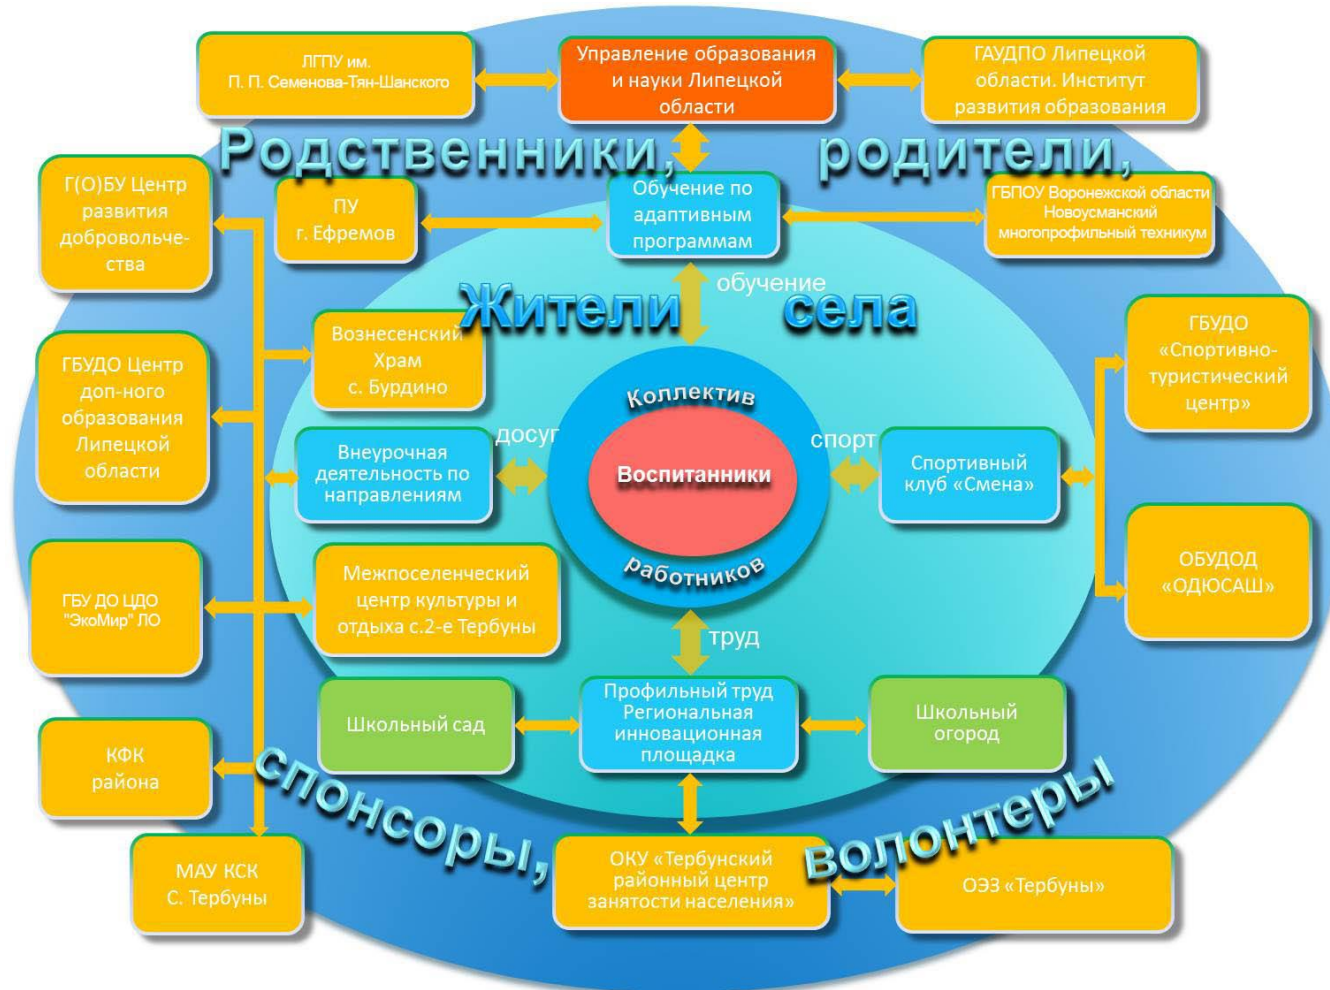 ЛГПУ им.
П. П. Семенова-Тян-Шанского
Управление образования
и науки Липецкой
области
ГАУДПО Липецкой
области. Институт
развития образования
Родственники, родители,
Г(О)БУ Центр
развития
добровольче-
ства
ПУ
г. Ефремов
Обучение по
адаптивным
программам
ГБПОУ Воронежской области
Новоусманский
многопрофильный техникум
обучение
Жители села
ГБУДО Центр
доп-ного
образования
Липецкой
области
Вознесенский
Храм
с. Бурдино
ГБУДО
«Спортивно-
туристический
центр»
Коллектив
работников
Воспитанники
досуг
спорт
Внеурочная
деятельность по
направлениям
Спортивный
клуб «Смена»
ГБУ ДО ЦДО
"ЭкоМир" ЛО
Межпоселенческий
центр культуры и
отдыха с.2-е Тербуны
ОБУДОД
«ОДЮСАШ»
труд
Школьный сад
Профильный труд
Региональная
инновационная
площадка
Школьный
огород
КФК
района
спонсоры, волонтеры
МАУ КСК
С. Тербуны
ОКУ «Тербунский
районный центр
занятости населения»
ОЭЗ «Тербуны»